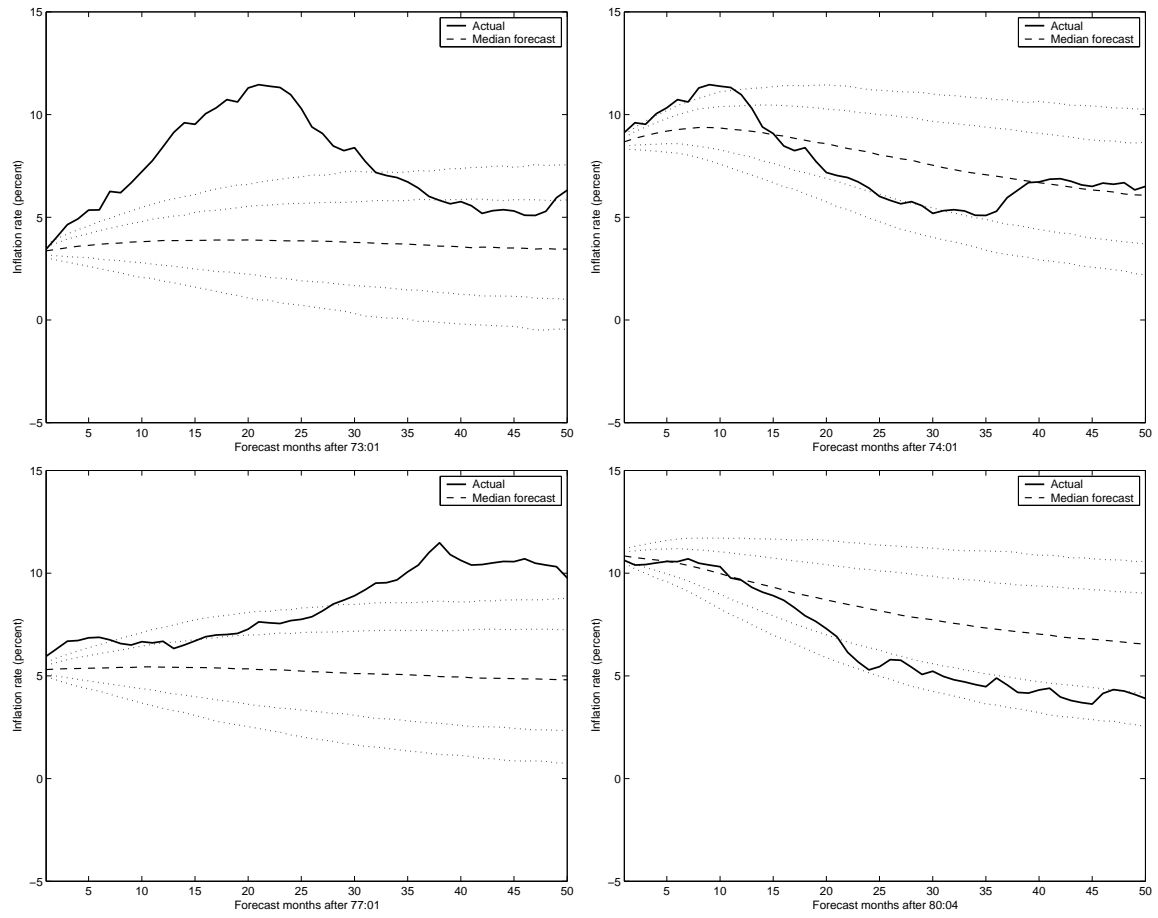 15
10
5
0
−5
Inflation rate (percent)
Actual
Median forecast
5 10 15 20 25 30 35 40 45 50
Forecast months after 73:01
15
10
5
0
−5
Inflation rate (percent)
Actual
Median forecast
5 10 15 20 25 30 35 40 45 50
Forecast months after 74:01
15
10
5
0
−5
Inflation rate (percent)
Actual
Median forecast
5 10 15 20 25 30 35 40 45 50
Forecast months after 77:01
15
10
5
0
−5
Inflation rate (percent)
Actual
Median forecast
5 10 15 20 25 30 35 40 45 50
Forecast months after 80:04